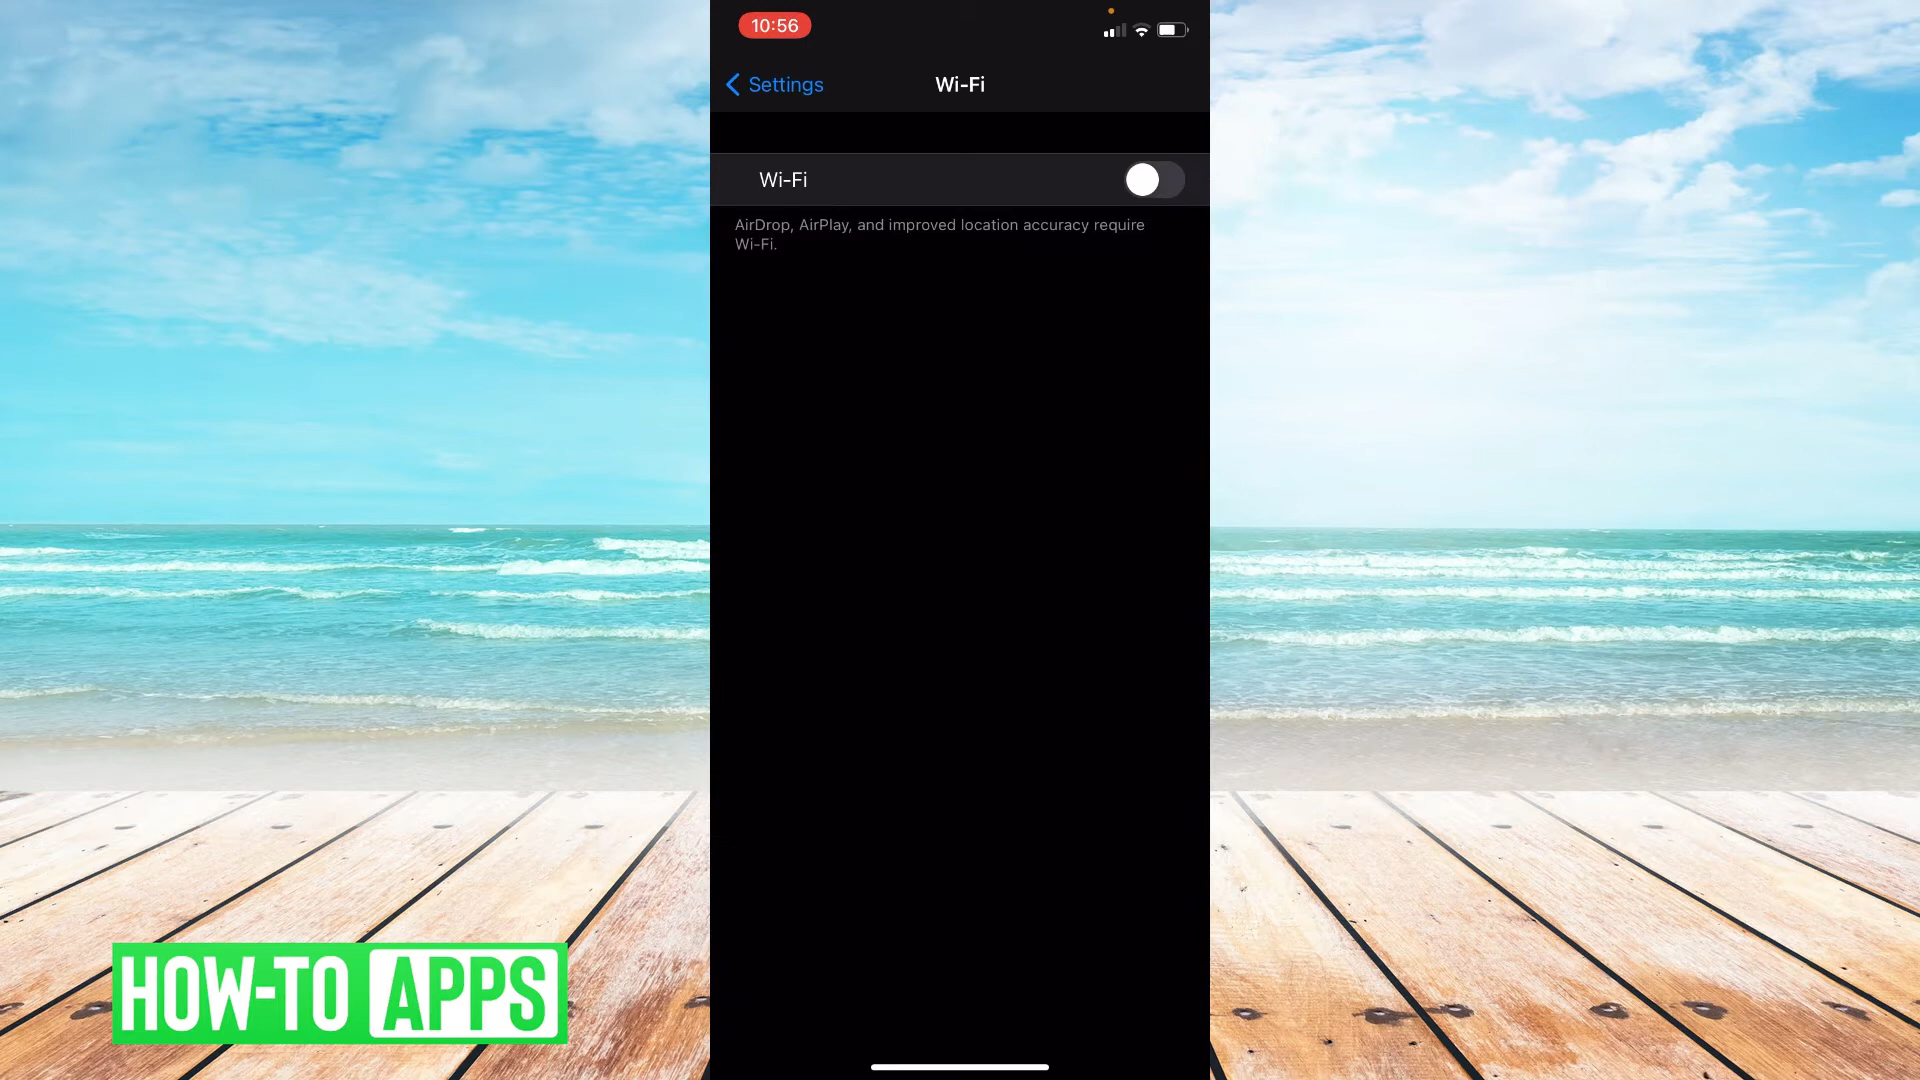 10:56
Settings
Wi-Fi
Wi-Fi
AirDrop, AirPlay, and improved location accuracy require
Wi-Fi.
HOW-TO APPS